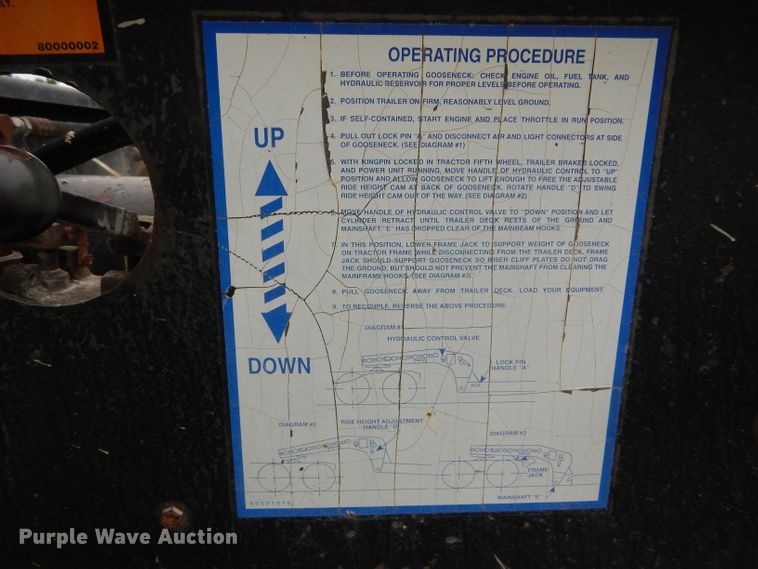 LY.
80000002
OPERATING PROCEDURE
1. BEFORE OPERATING GOOSENECK: CHECK ENGINE OIL, FUEL TANK, AND
HYDRAULIC RESERVOIR FOR PROPER LEVELS BEFORE OPERATING.
2. POSITION TRAILER ON FIRM, REASONABLY LEVEL GROUND.
3. IF SELF-CONTAINED, START ENGINE AND PLACE THROTTLE IN RUN POSITION.
4. PULL OUT LOCK PIN "A" AND DISCONNECT AIR AND LIGHT CONNECTORS AT SIDE
OF GOOSENECK. (SEE DIAGRAM #1)
5. WITH KINGPIN LOCKED IN TRACTOR FIFTH WHEEL, TRAILER BRAKES LOCKED,
AND POWER UNIT RUNNING, MOVE HANDLE OF HYDRAULIC CONTROL TO "UP"
POSITION AND ALLOW GOOSENECK TO LIFT ENOUGH TO FREE THE ADJUSTABLE
RIDE HEIGHT CAM AT BACK OF GOOSENECK. ROTATE HANDLE "D" TO SWING
RIDE HEIGHT CAM OUT OF THE WAY. (SEE DIAGRAM #2)
6. MOVE HANDLE OF HYDRAULIC CONTROL VALVE TO "DOWN" POSITION AND LET
CYLINDER RETRACT UNTIL TRAILER DECK RESTS OF THE GROUND AND
MAINSHAFT "E" HAS DROPPED CLEAR OF THE MAINBEAM HOOKS.
7. IN THIS POSITION, LOWER FRAME JACK TO SUPPORT WEIGHT OF GOOSENECK
ON TRACTOR FRAME WHILE DISCONNECTING FROM THE TRAILER DECK. FRAME
JACK SHOULD SUPPORT GOOSENECK SO RISER CLIFF PLATES DO NOT DRAG
THE GROUND, BUT SHOULD NOT PREVENT THE MAINSHAFT FROM CLEARING THE
MAINFRAME HOOKS. (SEE DIAGRAM #3)
8. PULL GOOSENECK AWAY FROM TRAILER DECK. LOAD YOUR EQUIPMENT.
9. TO RECOUPLE, REVERSE THE ABOVE PROCEDURE.
UP
DOWN
DIAGRAM #1
HYDRAULIC CONTROL VALVE
LOCK PIN
HANDLE "A"
DIAGRAM #2
RIDE HEIGHT ADJUSTMENT
HANDLE "D"
DIAGRAM #3
FRAME
JACK
MAINSHAFT "E"
Purple Wave Auction